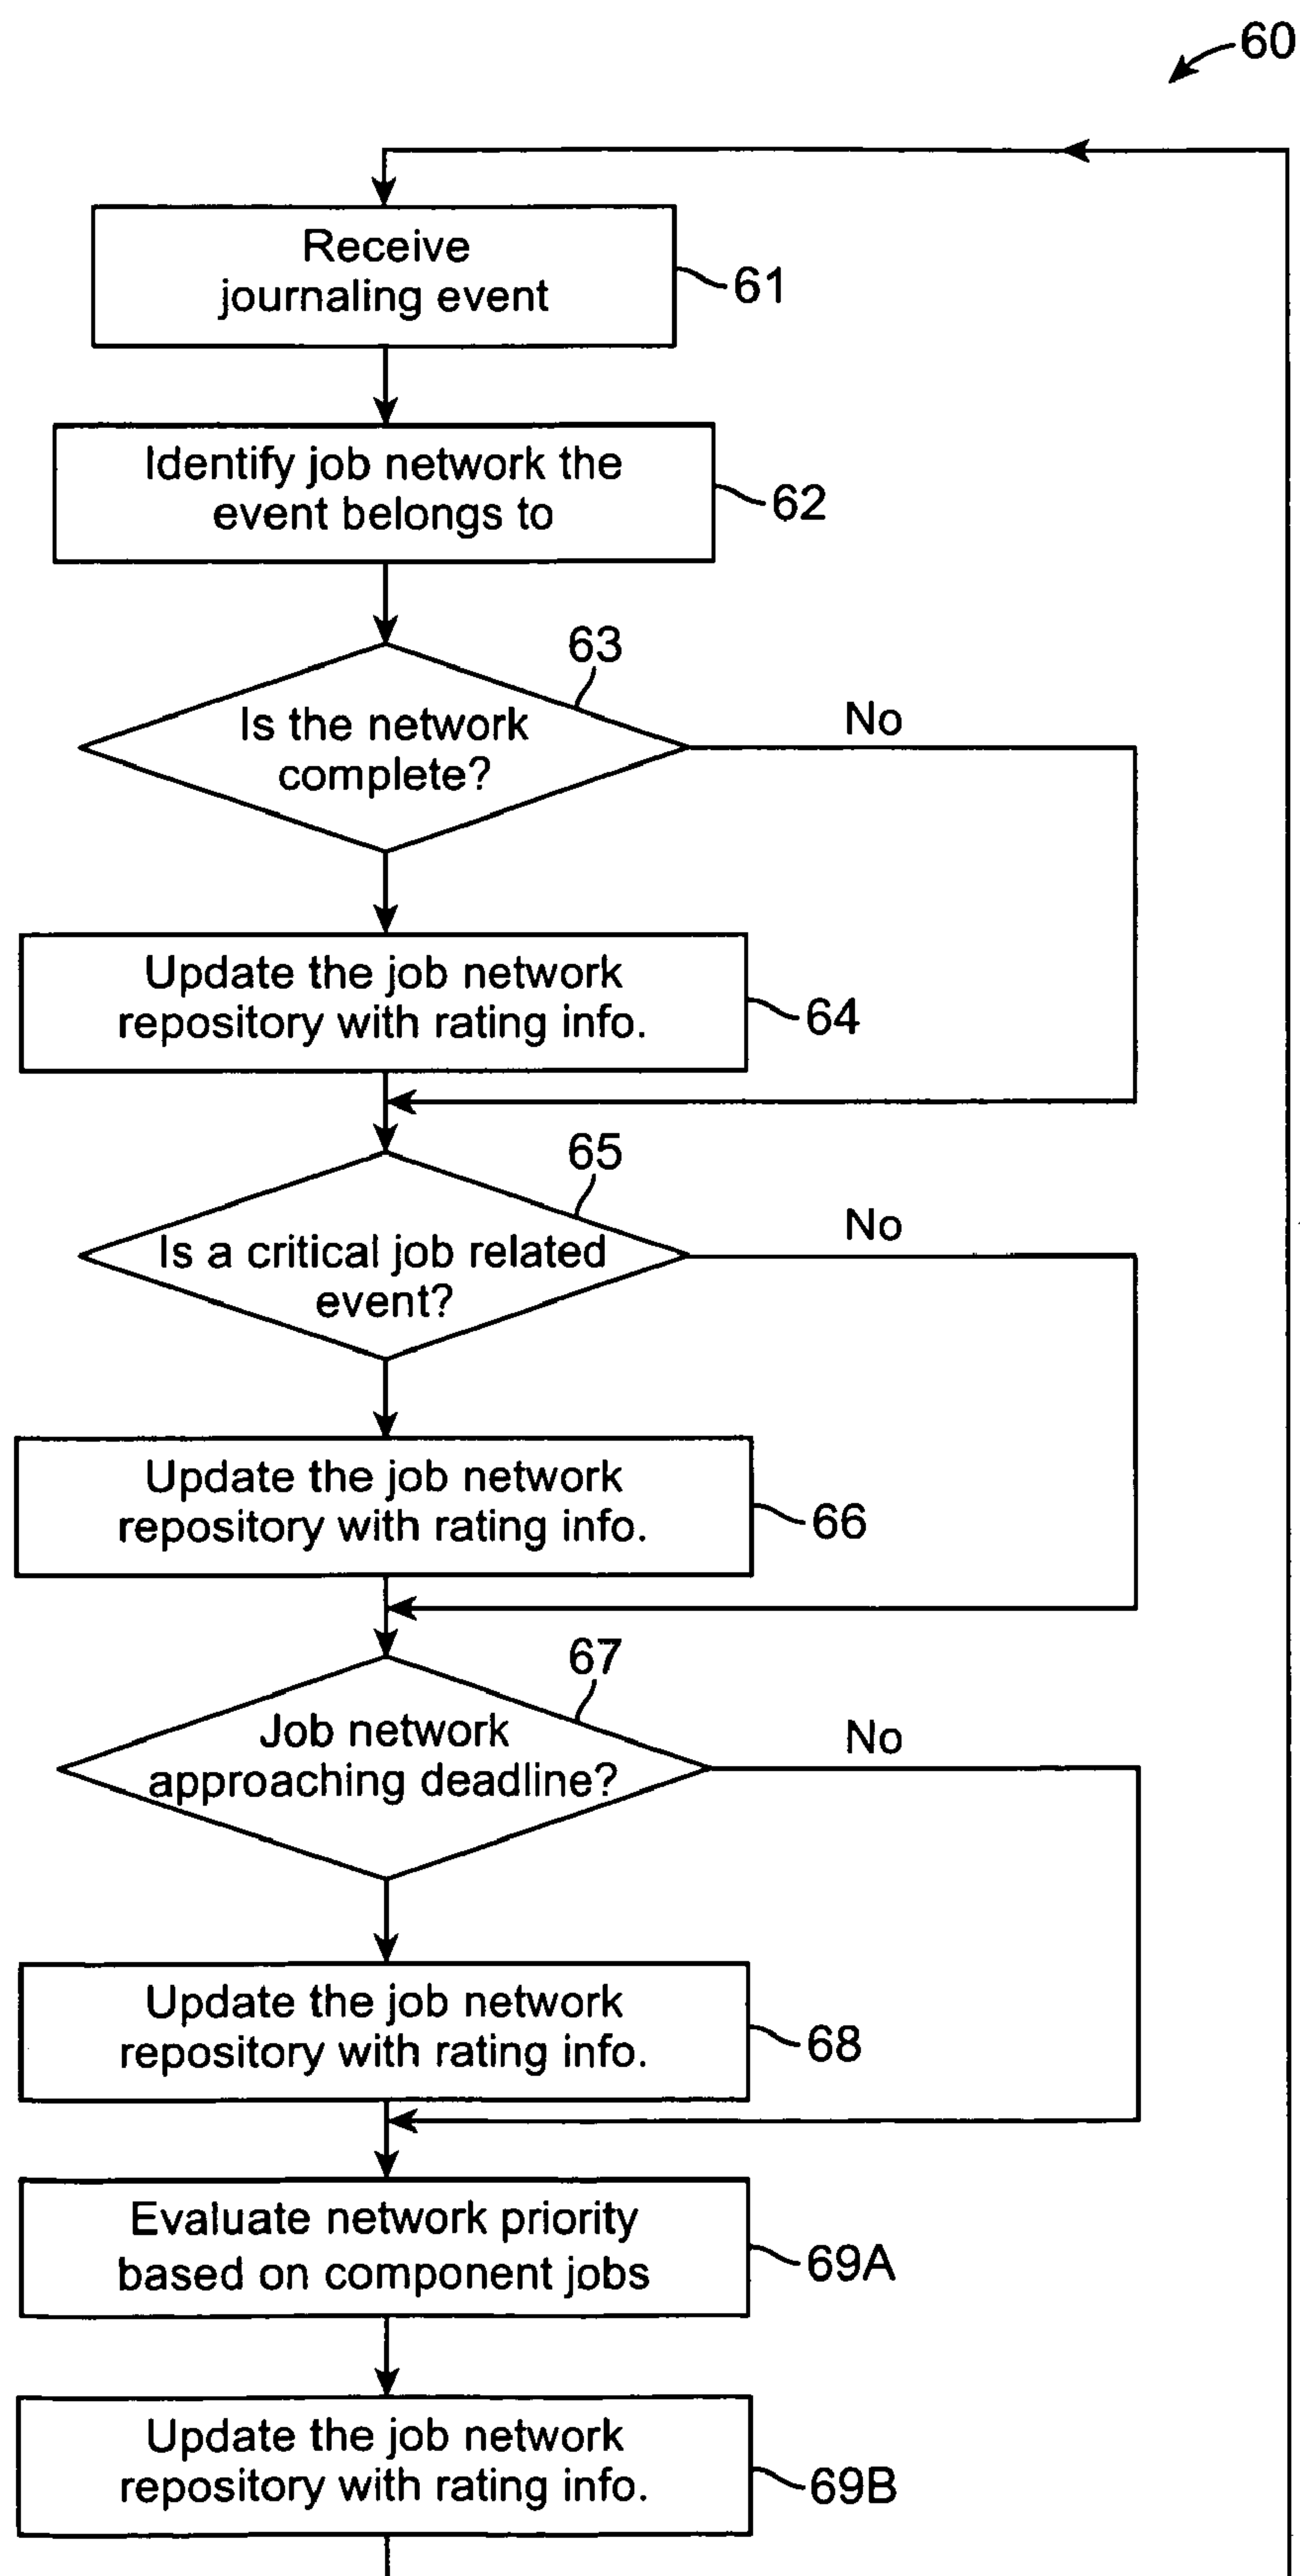 60
Receive
journaling event
61
Identify job network the
event belongs to
62
63
Is the network
complete?
No
Update the job network
repository with rating info.
64
65
Is a critical job related
event?
No
Update the job network
repository with rating info.
66
67
Job network
approaching deadline?
No
Update the job network
repository with rating info.
68
Evaluate network priority
based on component jobs
69A
Update the job network
repository with rating info.
69B